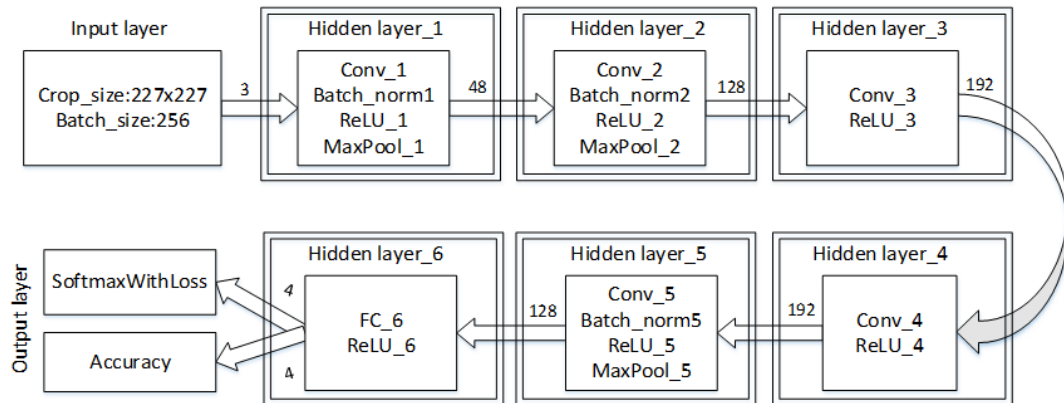 Input layer
Crop_size:227x227
Batch_size:256
3
Hidden layer_1
Conv_1
Batch_norm1
ReLU_1
MaxPool_1
48
Hidden layer_2
Conv_2
Batch_norm2
ReLU_2
MaxPool_2
128
Hidden layer_3
Conv_3
ReLU_3
192
Hidden layer_4
Conv_4
ReLU_4
192
Hidden layer_5
Conv_5
Batch_norm5
ReLU_5
MaxPool_5
128
Hidden layer_6
FC_6
ReLU_6
4
4
Output layer
SoftmaxWithLoss
Accuracy